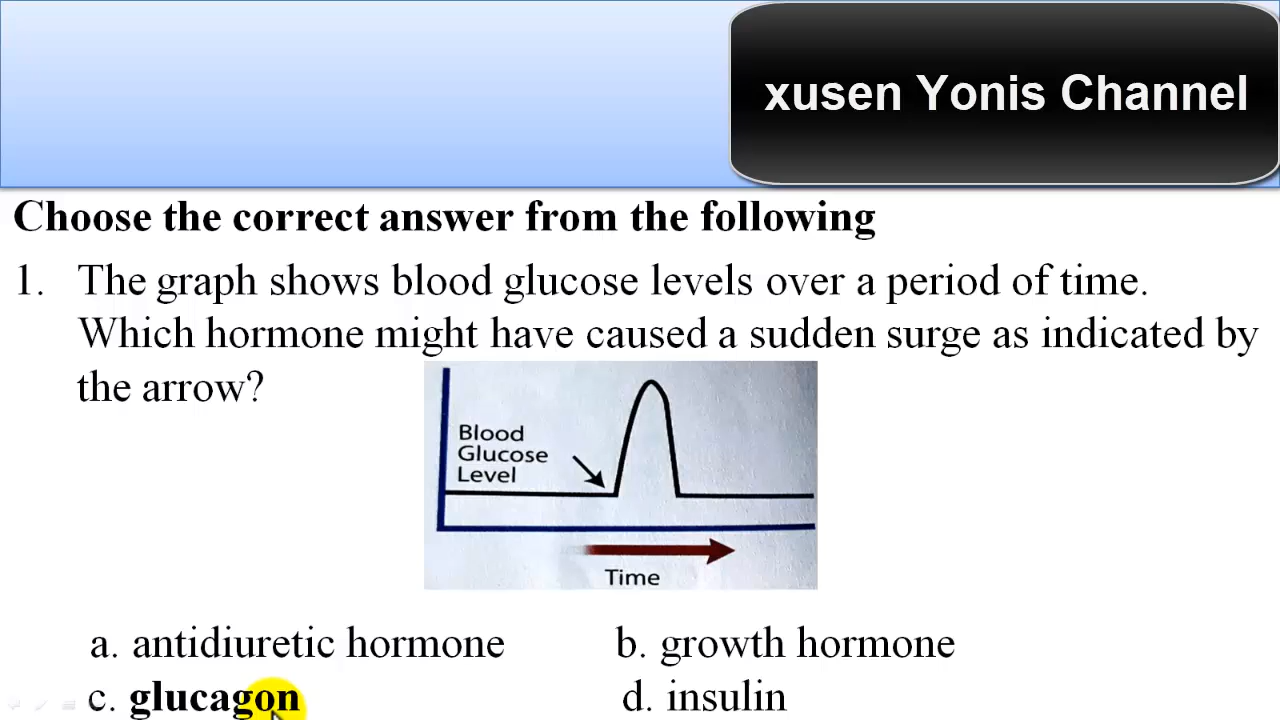 xusen Yonis Channel
Choose the correct answer from the following
1. The graph shows blood glucose levels over a period of time.
Which hormone might have caused a sudden surge as indicated by
the arrow?
Blood
Glucose
Level
Time
a. antidiuretic hormone b. growth hormone
c. glucagon d. insulin